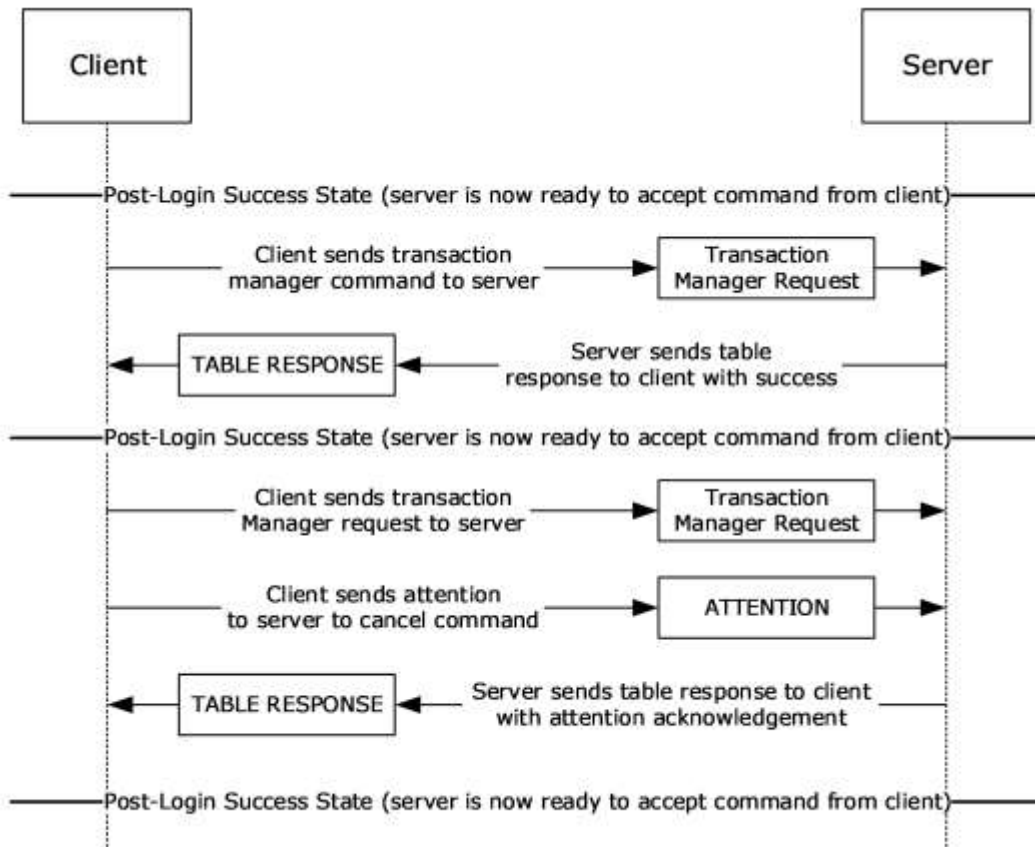 Client
Server
Post-Login Success State (server is now ready to accept command from client)
Client sends transaction
manager command to server
Transaction
Manager Request
TABLE RESPONSE
Server sends table
response to client with success
Post-Login Success State (server is now ready to accept command from client)
Client sends transaction
Manager request to server
Transaction
Manager Request
Client sends attention
to server to cancel command
ATTENTION
TABLE RESPONSE
Server sends table response to client
with attention acknowledgement
Post-Login Success State (server is now ready to accept command from client)